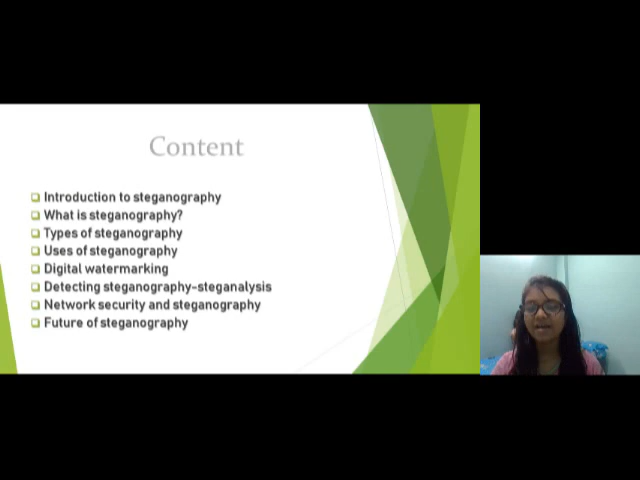 Content
Introduction to steganography
What is steganography?
Types of steganography
Uses of steganography
Digital watermarking
Detecting steganography-steganalysis
Network security and steganography
Future of steganography